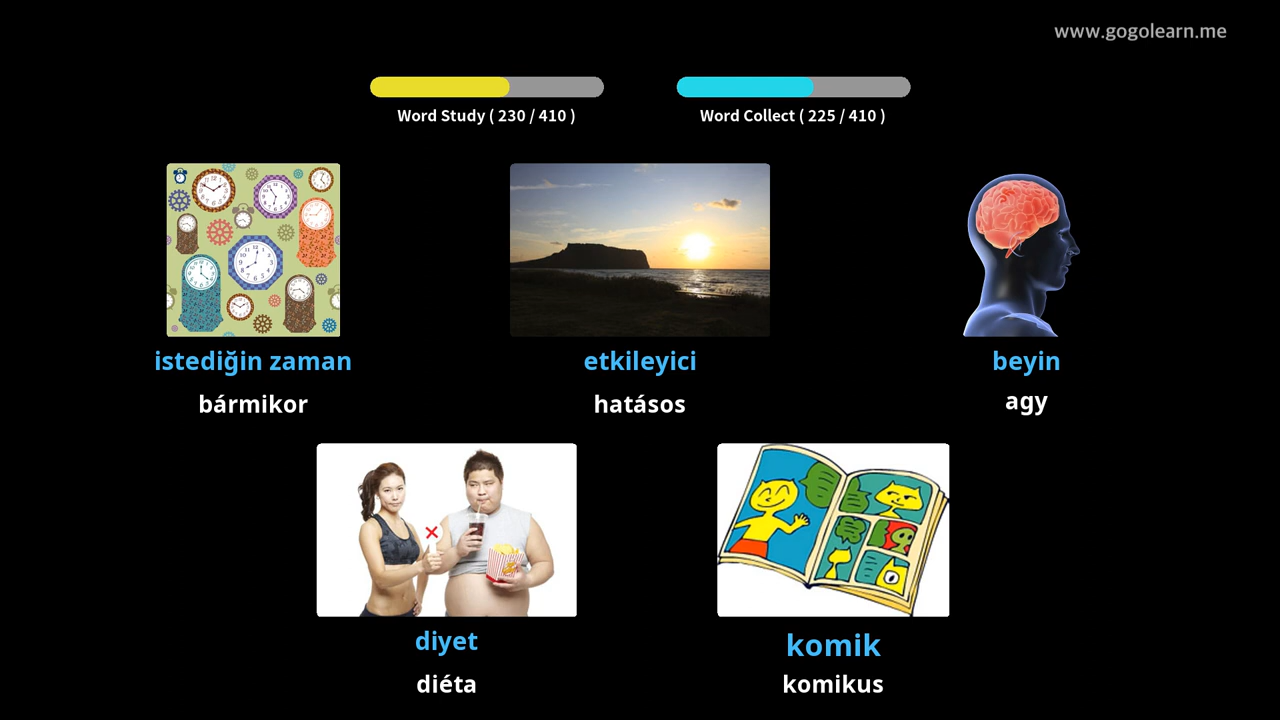 www.gogolearn.me
Word Study ( 230 / 410 )
Word Collect ( 225 / 410 )
istediğin zaman
bármikor
etkileyici
hatásos
beyin
agy
diyet
diéta
komik
komikus